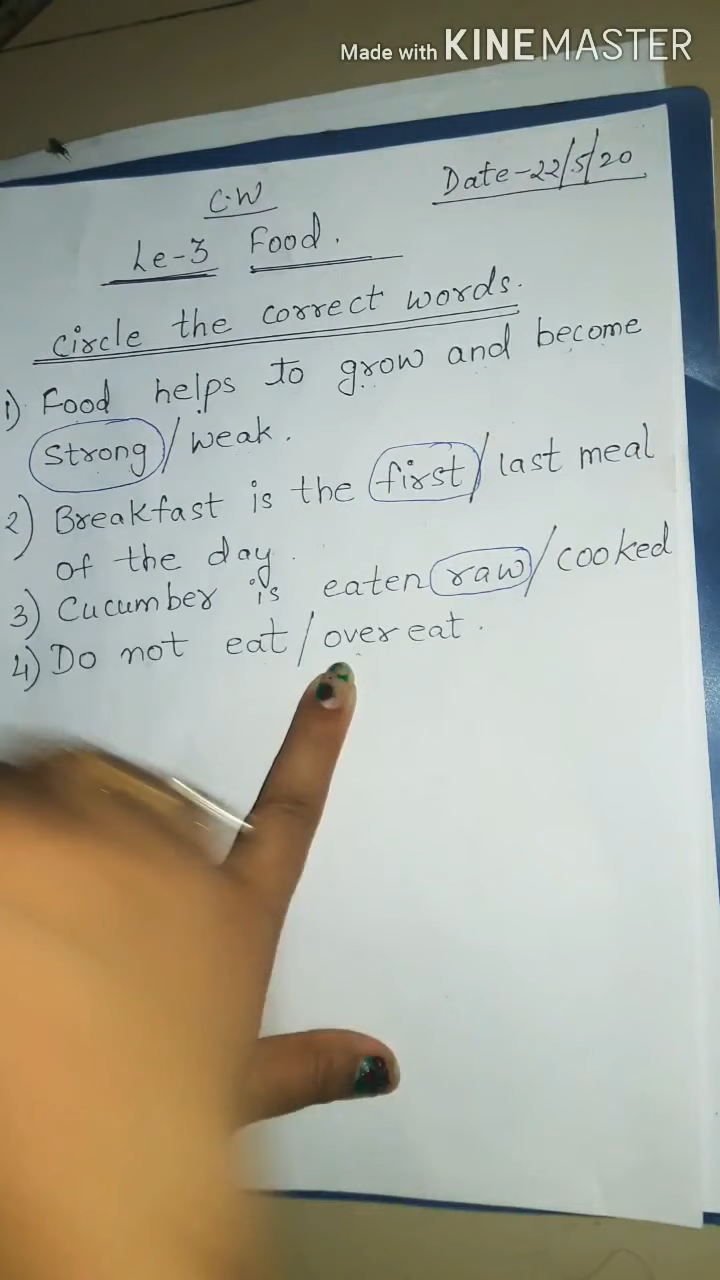 Made with KINEMASTER
C.W
Date-22/5/20
Le-3 Food.
Circle the correct words.
1) Food helps to grow and become
Strong / weak.
2) Breakfast is the first / last meal
of the day.
3) Cucumber is eaten raw / cooked
4) Do not eat / over eat.